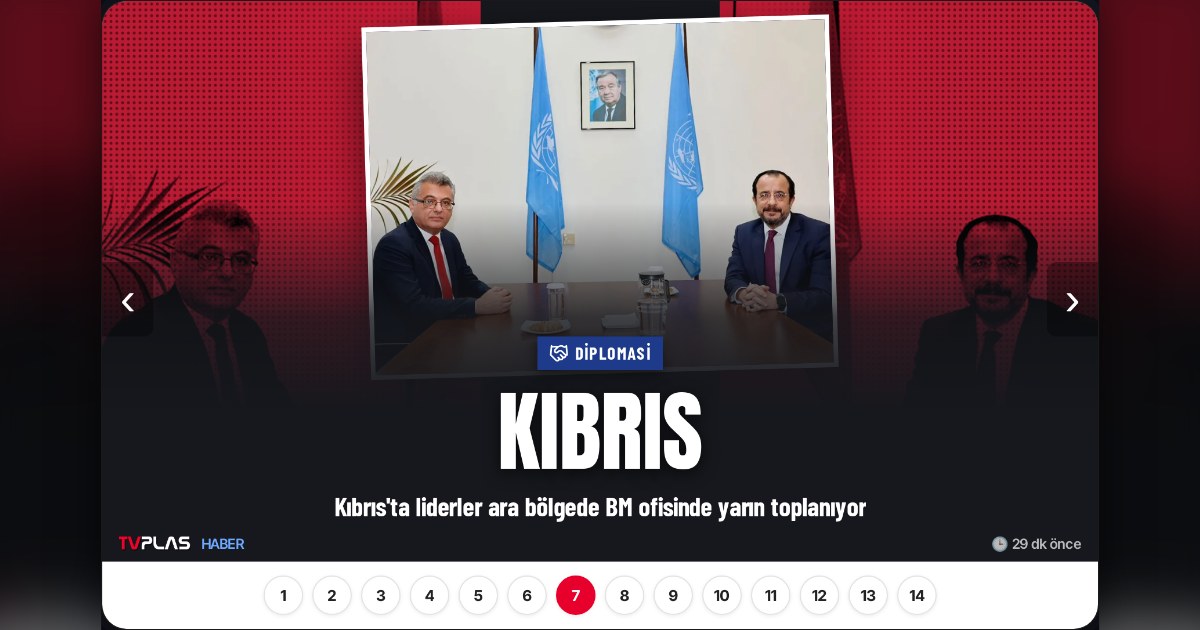 DİPLOMASİ
KIBRIS
Kıbrıs'ta liderler ara bölgede BM ofisinde yarın toplanıyor
TVPLAS HABER
29 dk önce
1 2 3 4 5 6 7 8 9 10 11 12 13 14